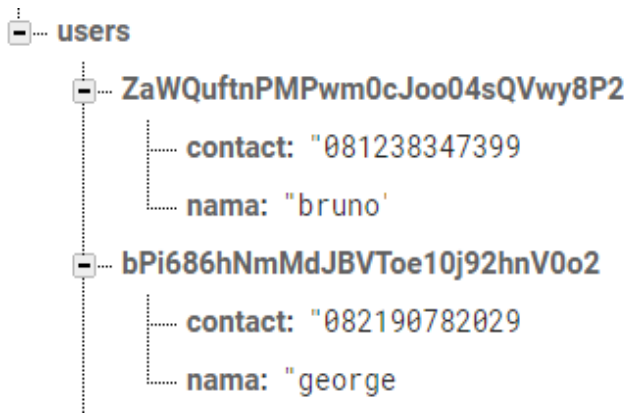 users
ZaWQuftnPMPwm0cJoo04sQVwy8P2
contact: "081238347399
nama: "bruno'
bPi686hNmMdJBVToe10j92hnV0o2
contact: "082190782029
nama: "george